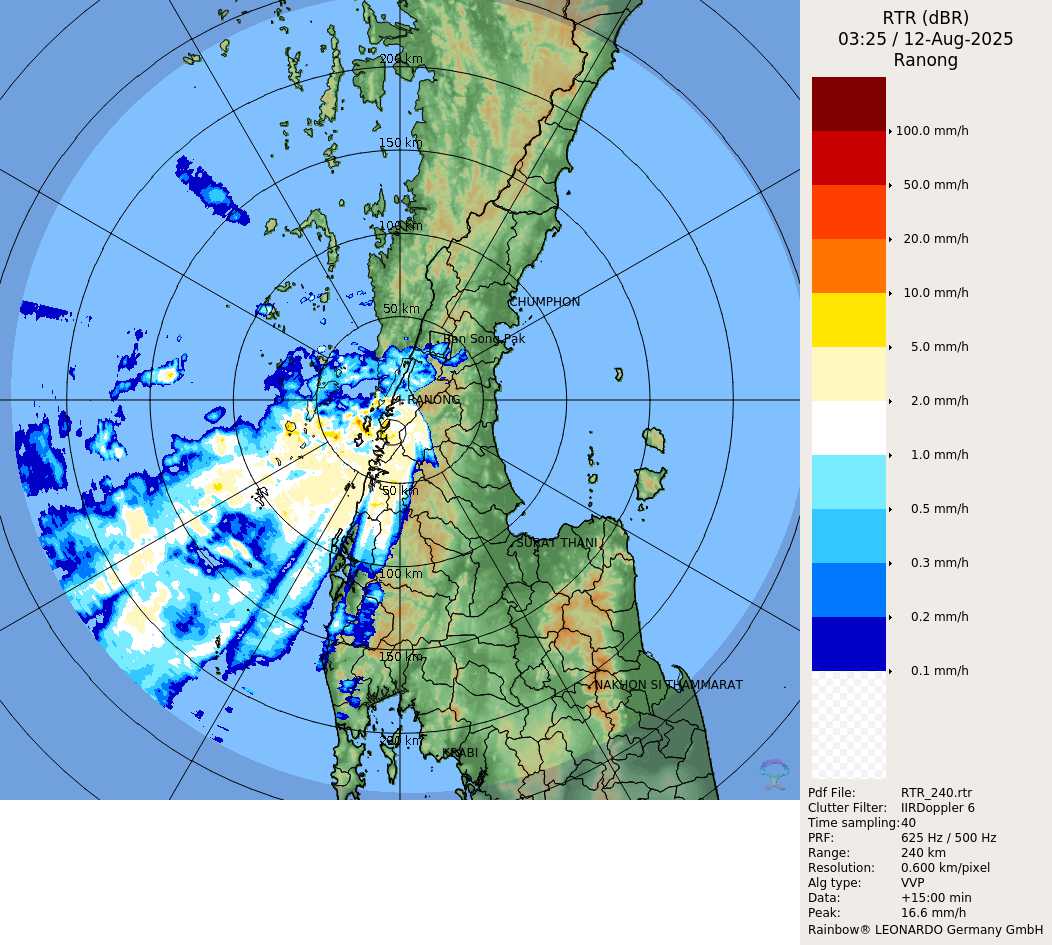 RTR (dBR)
03:25 / 12-Aug-2025
Ranong
100.0 mm/h
50.0 mm/h
20.0 mm/h
10.0 mm/h
5.0 mm/h
2.0 mm/h
1.0 mm/h
0.5 mm/h
0.3 mm/h
0.2 mm/h
0.1 mm/h
Pdf File: RTR_240.rtr
Clutter Filter: IIRDoppler 6
Time sampling: 40
PRF: 625 Hz / 500 Hz
Range: 240 km
Resolution: 0.600 km/pixel
Alg type: VVP
Data: +15:00 min
Peak: 16.6 mm/h
Rainbow® LEONARDO Germany GmbH
200 km
150 km
100 km
CHUMPHON
50 km
Ban Song Pak
RANONG
50 km
SURAT THANI
100 km
150 km
NAKHON SI THAMMARAT
200 km
KRABI